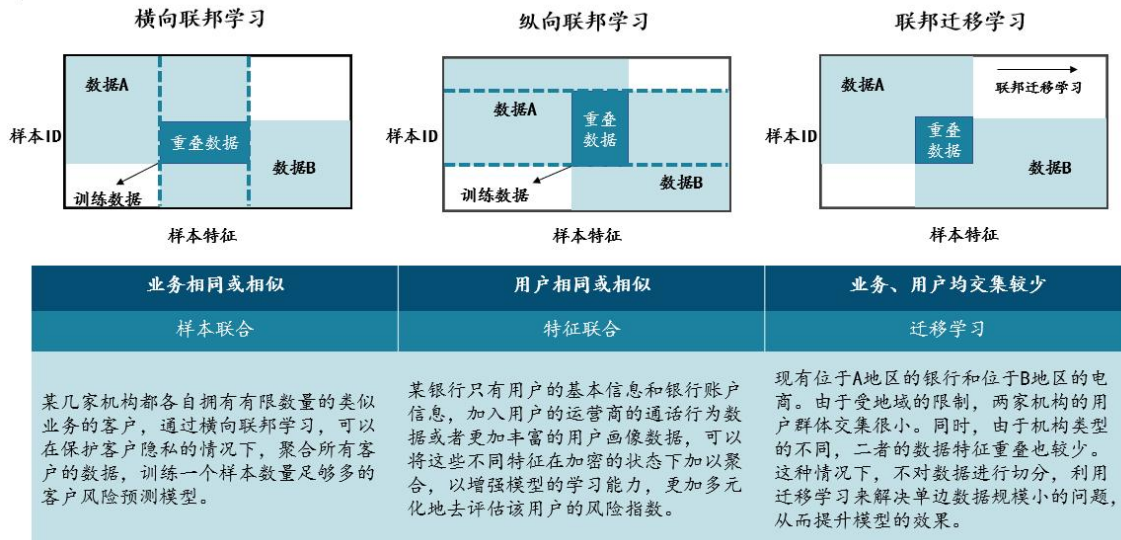 横向联邦学习
纵向联邦学习
联邦迁移学习
数据A
样本ID
重叠数据
数据B
训练数据
样本特征
数据A
样本ID
重叠
数据
数据B
训练数据
样本特征
数据A
联邦迁移学习
样本ID
重叠
数据
数据B
样本特征
业务相同或相似
用户相同或相似
业务、用户均交集较少
样本联合
特征联合
迁移学习
某几家机构都各自拥有有限数量的类似
业务的客户，通过横向联邦学习，可以
在保护客户隐私的情况下，聚合所有客
户的数据，训练一个样本数量足够多的
客户风险预测模型。
某银行只有用户的基本信息和银行账户
信息，加入用户的运营商的通话行为数
据或者更加丰富的用户画像数据，可以
将这些不同特征在加密的状态下加以聚
合，以增强模型的学习能力，更加多元
化地去评估该用户的风险指数。
现有位于A地区的银行和位于B地区的电
商。由于受地域的限制，两家机构的用
户群体交集很小。同时，由于机构类型
的不同，二者的数据特征重叠也较少。
这种情况下，不对数据进行切分，利用
迁移学习来解决单边数据规模小的问题，
从而提升模型的效果。